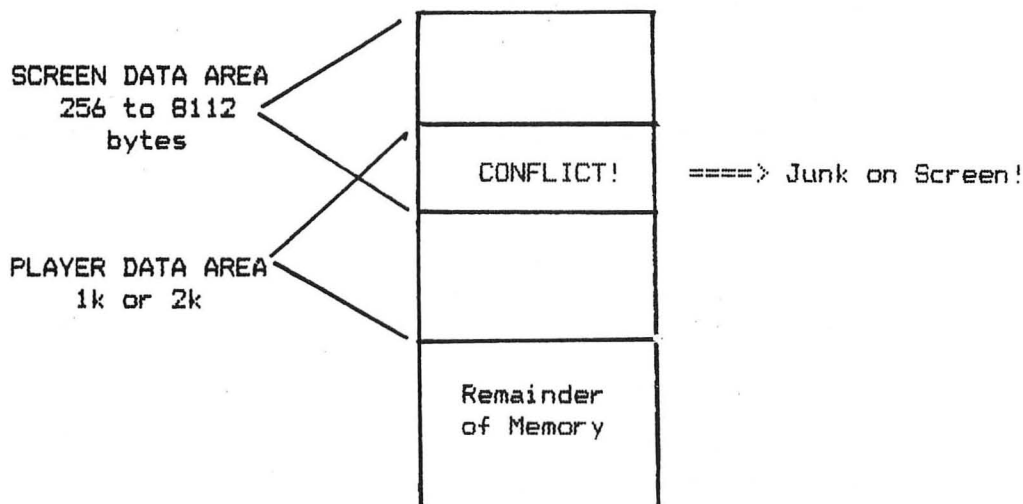 SCREEN DATA AREA
256 to 8112
bytes
CONFLICT!
====> Junk on Screen!
PLAYER DATA AREA
1k or 2k
Remainder
of Memory